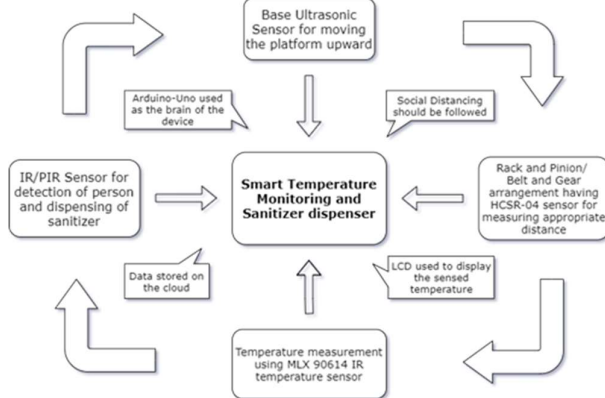 Base Ultrasonic
Sensor for moving
the platform upward
Arduino-Uno used
as the brain of the
device
Social Distancing
should be followed
IR/PIR Sensor for
detection of person
and dispensing of
sanitizer
Smart Temperature
Monitoring and
Sanitizer dispenser
Rack and Pinion/
Belt and Gear
arrangement having
HCSR-04 sensor for
measuring appropriate
distance
Data stored on
the cloud
LCD used to display
the sensed
temperature
Temperature measurement
using MLX 90614 IR
temperature sensor